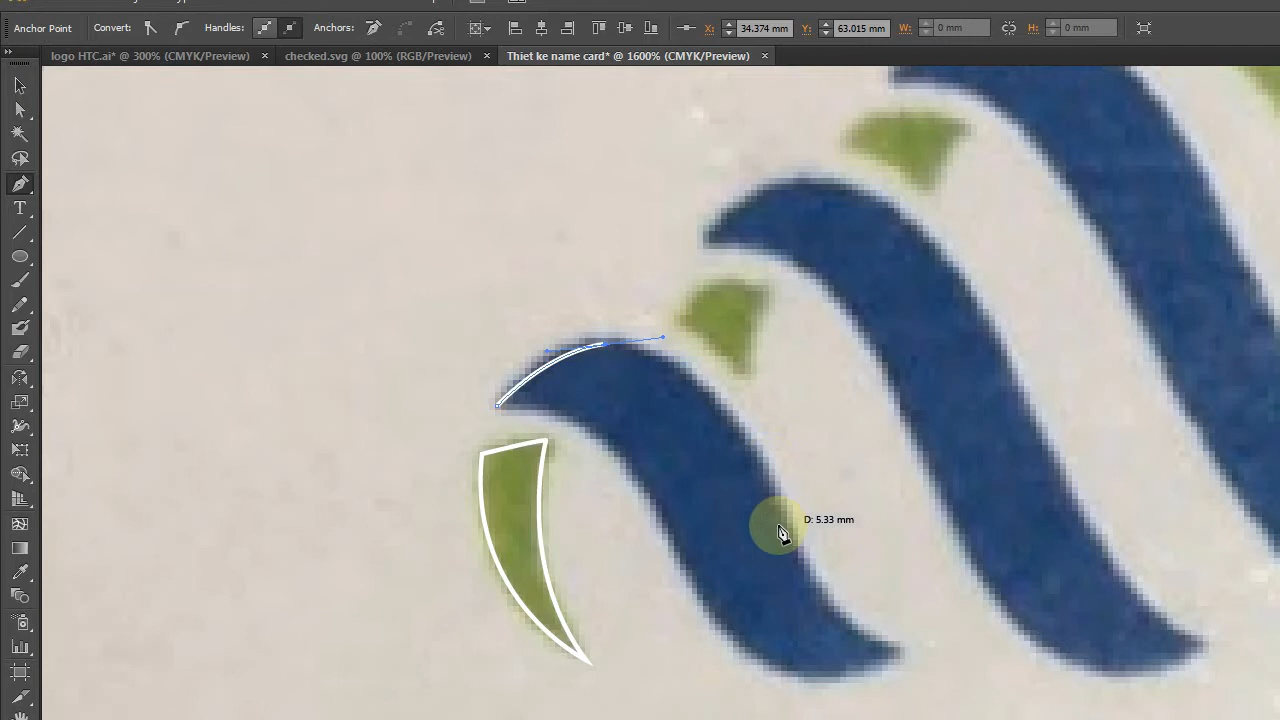 Anchor Point Convert: Handles: Anchors: X: 34.374 mm Y: 63.015 mm W: 0 mm H: 0 mm
logo HTC.ai* @ 300% (CMYK/Preview) × checked.svg @ 100% (RGB/Preview) × Thiet ke name card* @ 1600% (CMYK/Preview) ×
T
D: 5.33 mm